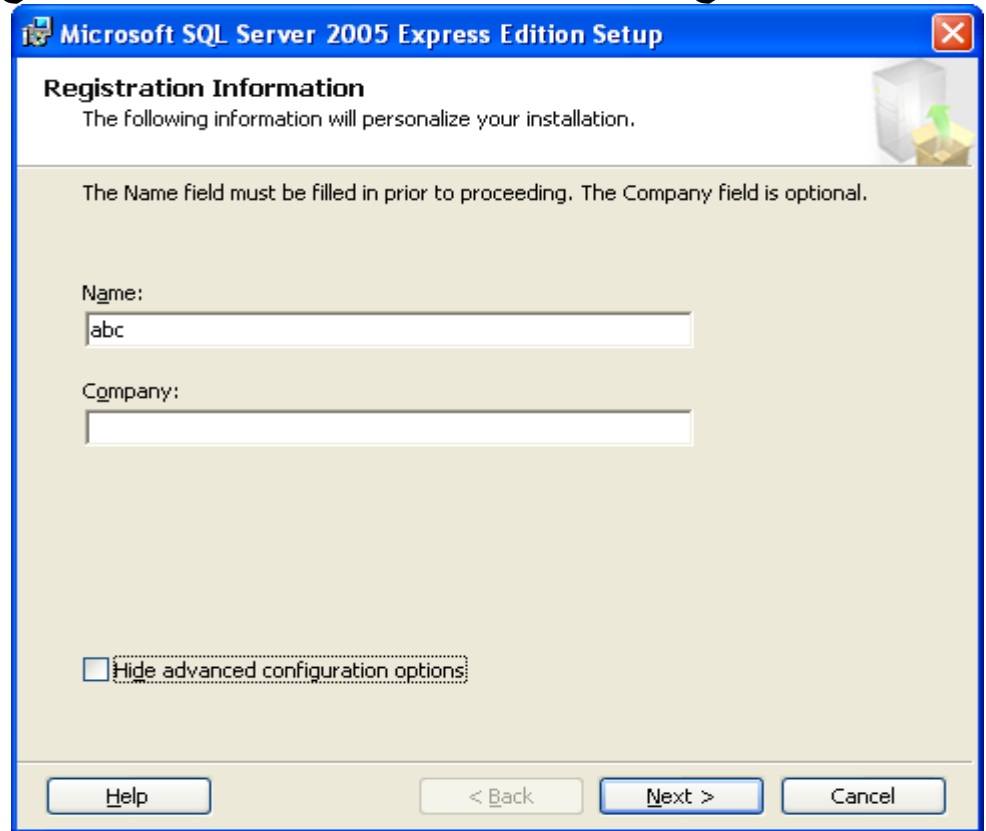 Microsoft SQL Server 2005 Express Edition Setup
Registration Information
The following information will personalize your installation.
The Name field must be filled in prior to proceeding. The Company field is optional.
Name:
abc
Company:
Hide advanced configuration options
Help
< Back
Next >
Cancel